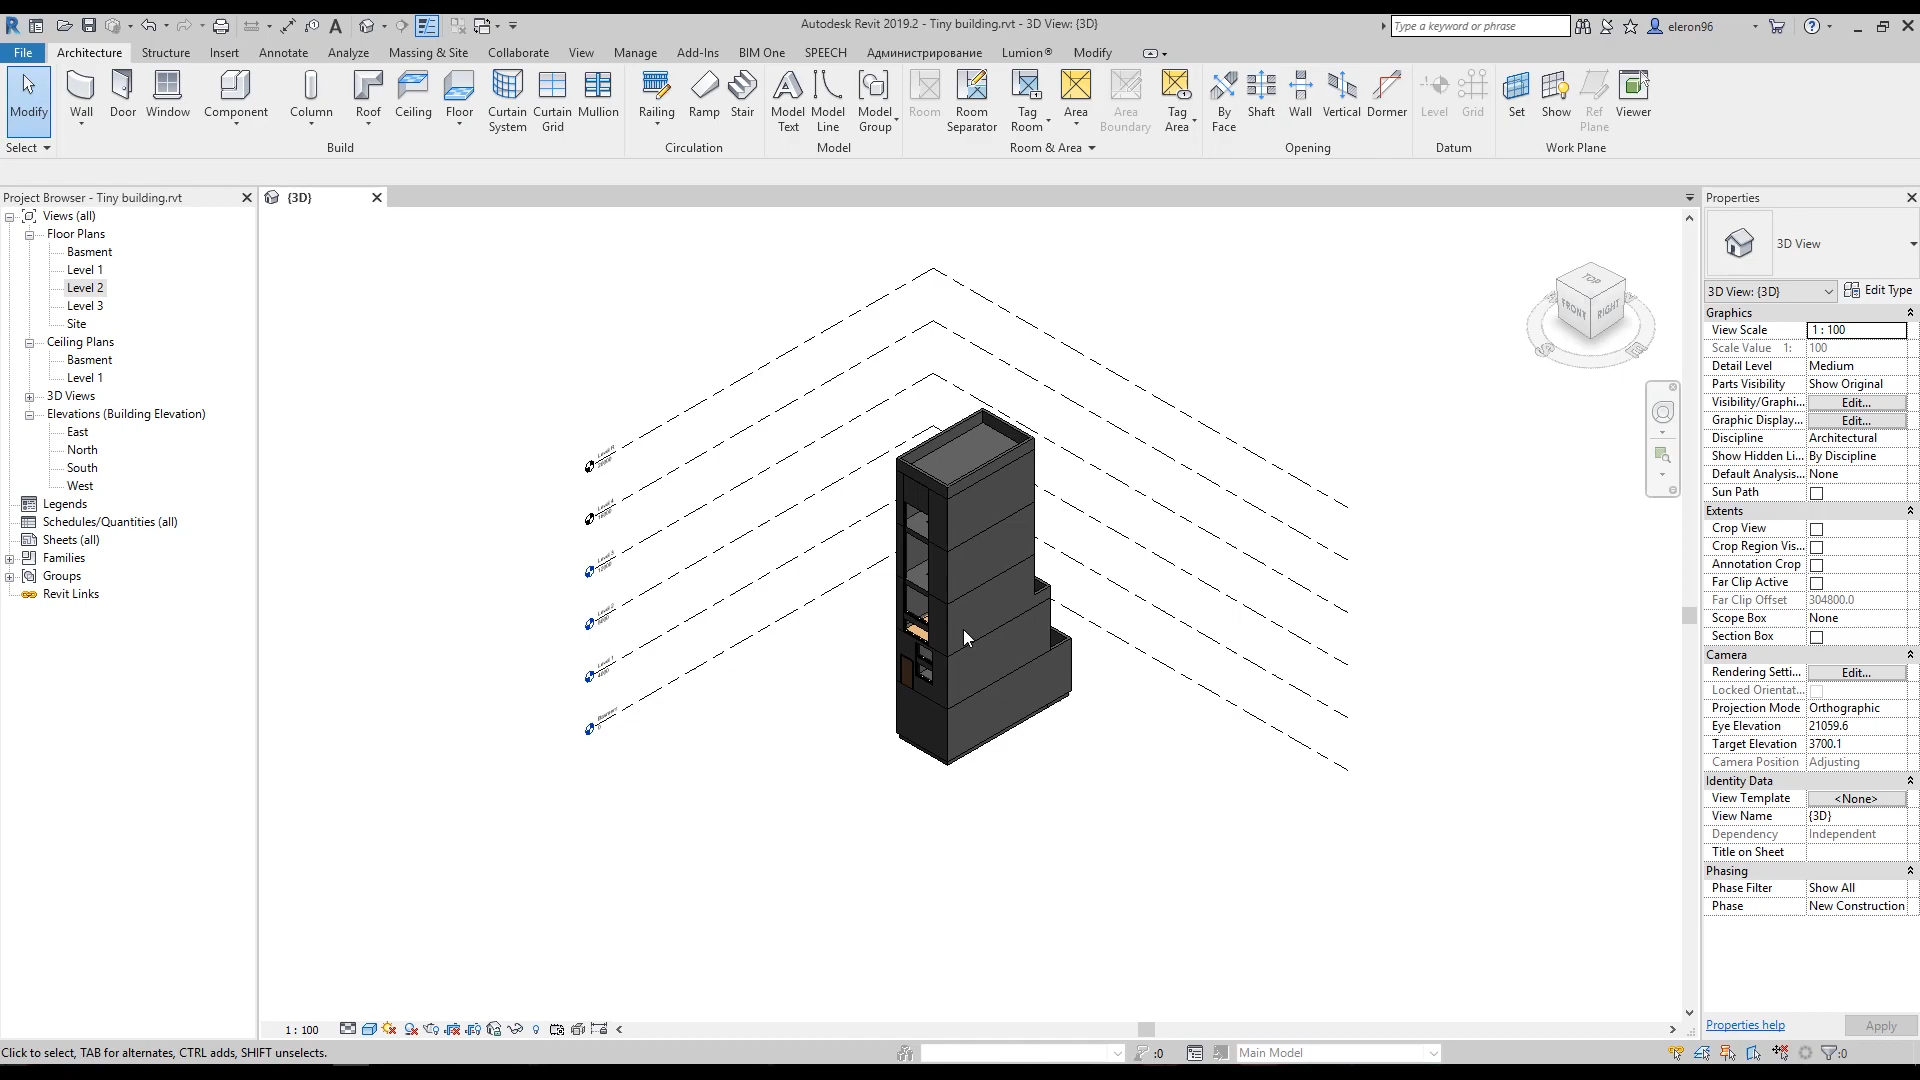 Autodesk Revit 2019.2 - Tiny building.rvt - 3D View: {3D}
Type a keyword or phrase
eleron96
File Architecture Structure Insert Annotate Analyze Massing & Site Collaborate View Manage Add-Ins BIM One SPEECH Администрирование Lumion® Modify
Modify
Wall
Door
Window
Component
Column
Roof
Ceiling
Floor
Curtain System
Curtain Grid
Mullion
Railing
Ramp
Stair
Model Text
Model Line
Model Group
Room
Room Separator
Tag Room
Area
Area Boundary
Tag Area
By Face
Shaft
Wall
Vertical
Dormer
Level
Grid
Set
Show
Ref Plane
Viewer
Select
Build
Circulation
Model
Room & Area
Opening
Datum
Work Plane
Project Browser - Tiny building.rvt
Views (all)
Floor Plans
Basment
Level 1
Level 2
Level 3
Site
Ceiling Plans
Basment
Level 1
3D Views
Elevations (Building Elevation)
East
North
South
West
Legends
Schedules/Quantities (all)
Sheets (all)
Families
Groups
Revit Links
{3D}
TOP
FRONT
RIGHT
Level 4
Level 3
Level 2
Level 1
Properties
3D View
3D View: {3D}
Edit Type
Graphics
View Scale 1 : 100
Scale Value 1: 100
Detail Level Medium
Parts Visibility Show Original
Visibility/Graphi... Edit...
Graphic Display... Edit...
Discipline Architectural
Show Hidden Li... By Discipline
Default Analysis... None
Sun Path
Extents
Crop View
Crop Region Vis...
Annotation Crop
Far Clip Active
Far Clip Offset 304800.0
Scope Box None
Section Box
Camera
Rendering Setti... Edit...
Locked Orientat...
Projection Mode Orthographic
Eye Elevation 21059.6
Target Elevation 3700.1
Camera Position Adjusting
Identity Data
View Template <None>
View Name {3D}
Dependency Independent
Title on Sheet
Phasing
Phase Filter Show All
Phase New Construction
Properties help
Apply
1 : 100
Click to select, TAB for alternates, CTRL adds, SHIFT unselects.
:0
Main Model
:0